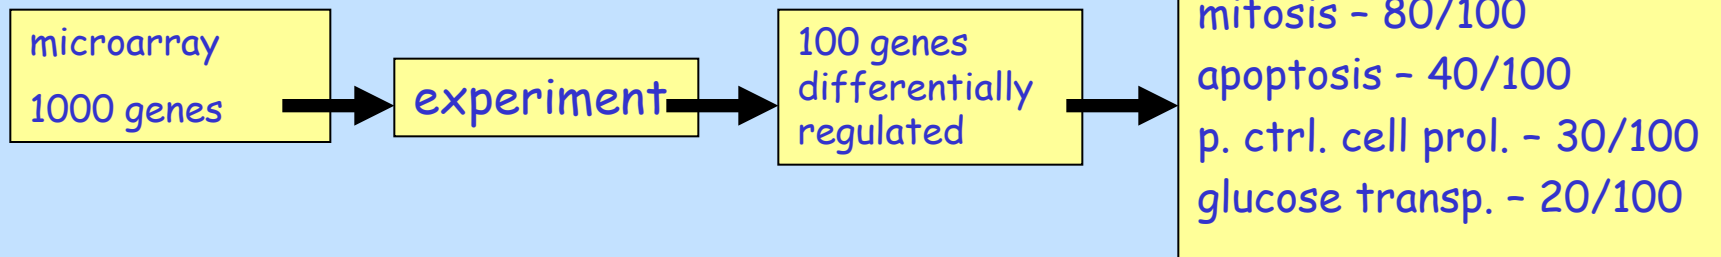 microarray
1000 genes
experiment
100 genes
differentially
regulated
mitosis – 80/100
apoptosis – 40/100
p. ctrl. cell prol. – 30/100
glucose transp. – 20/100